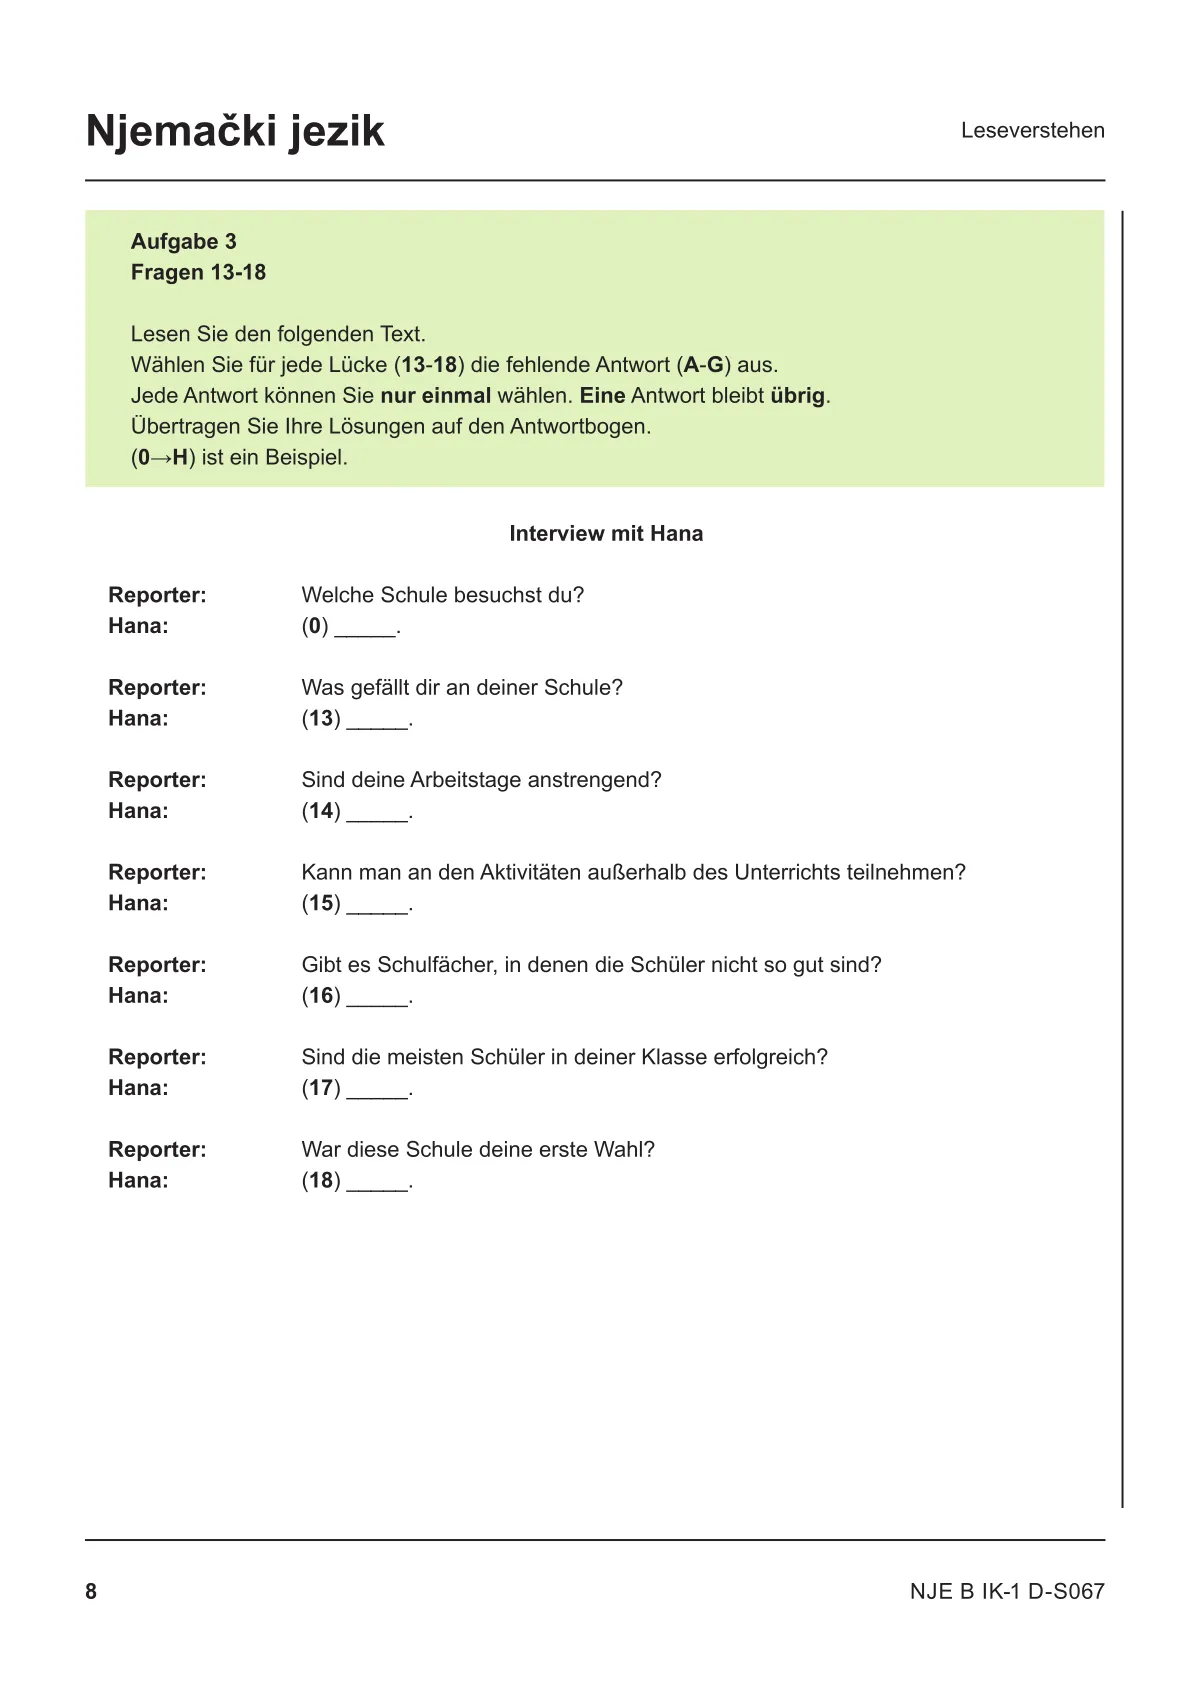 Njemački jezik
Leseverstehen
Aufgabe 3
Fragen 13-18
Lesen Sie den folgenden Text.
Wählen Sie für jede Lücke (13-18) die fehlende Antwort (A-G) aus.
Jede Antwort können Sie nur einmal wählen. Eine Antwort bleibt übrig.
Übertragen Sie Ihre Lösungen auf den Antwortbogen.
(0→H) ist ein Beispiel.
Interview mit Hana
Reporter: Welche Schule besuchst du?
Hana: (0) _____.
Reporter: Was gefällt dir an deiner Schule?
Hana: (13) _____.
Reporter: Sind deine Arbeitstage anstrengend?
Hana: (14) _____.
Reporter: Kann man an den Aktivitäten außerhalb des Unterrichts teilnehmen?
Hana: (15) _____.
Reporter: Gibt es Schulfächer, in denen die Schüler nicht so gut sind?
Hana: (16) _____.
Reporter: Sind die meisten Schüler in deiner Klasse erfolgreich?
Hana: (17) _____.
Reporter: War diese Schule deine erste Wahl?
Hana: (18) _____.
8
NJE B IK-1 D-S067